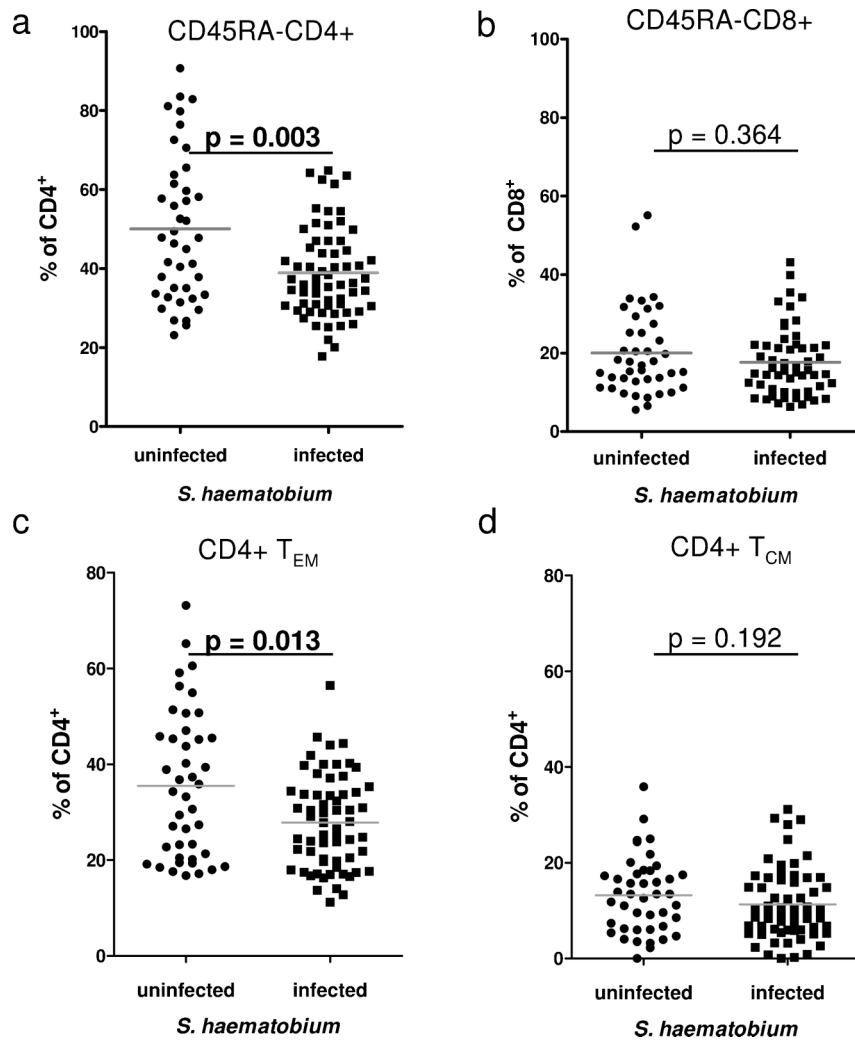 a
CD45RA-CD4+
100
80
60
40
20
0
% of CD4+
p = 0.003
uninfected infected
S. haematobium
b
CD45RA-CD8+
100
80
60
40
20
0
% of CD8+
p = 0.364
uninfected infected
S. haematobium
c
CD4+ TEM
80
60
40
20
0
% of CD4+
p = 0.013
uninfected infected
S. haematobium
d
CD4+ TCM
80
60
40
20
0
% of CD4+
p = 0.192
uninfected infected
S. haematobium